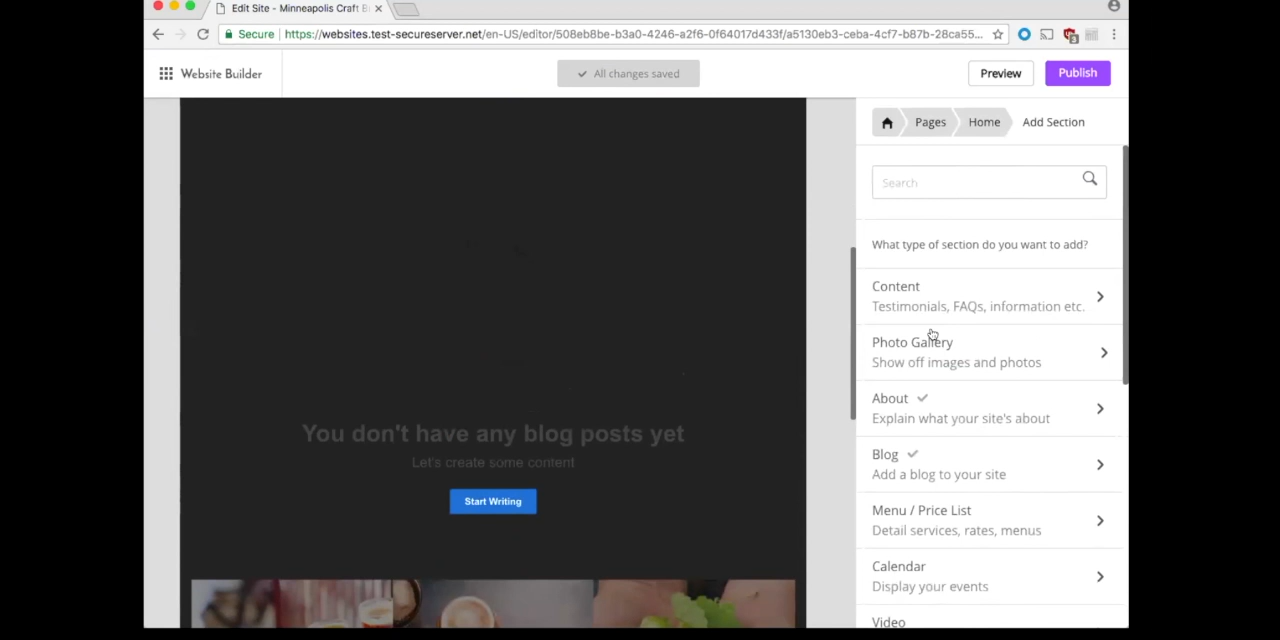 Edit Site - Minneapolis Craft B
Secure https://websites.test-secureserver.net/en-US/editor/508eb8be-b3a0-4246-a2f6-0f64017d433f/a5130eb3-ceba-4cf7-b87b-28ca55...
Website Builder
All changes saved
Preview
Publish
Pages
Home
Add Section
Search
What type of section do you want to add?
Content
Testimonials, FAQs, information etc.
Photo Gallery
Show off images and photos
About
Explain what your site's about
Blog
Add a blog to your site
Menu / Price List
Detail services, rates, menus
Calendar
Display your events
Video
You don't have any blog posts yet
Let's create some content
Start Writing